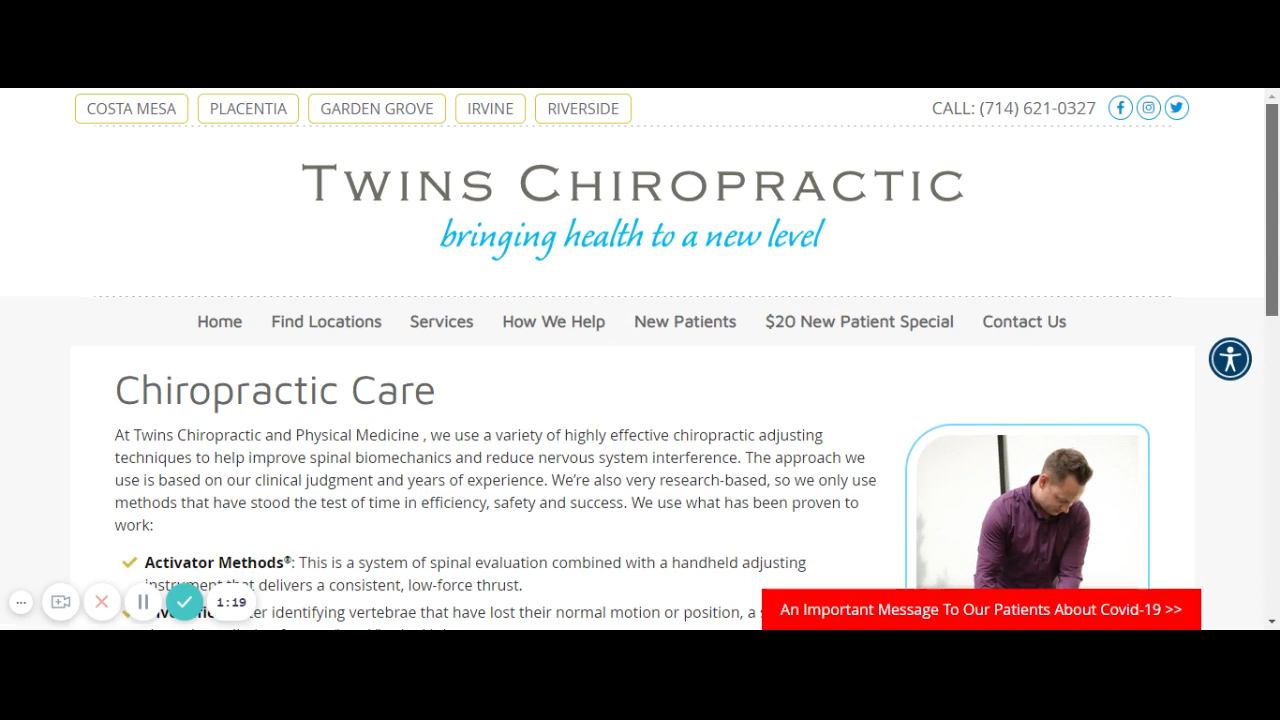 COSTA MESA PLACENTIA GARDEN GROVE IRVINE RIVERSIDE CALL: (714) 621-0327
TWINS CHIROPRACTIC
bringing health to a new level
Home Find Locations Services How We Help New Patients $20 New Patient Special Contact Us
Chiropractic Care
At Twins Chiropractic and Physical Medicine , we use a variety of highly effective chiropractic adjusting
techniques to help improve spinal biomechanics and reduce nervous system interference. The approach we
use is based on our clinical judgment and years of experience. We’re also very research-based, so we only use
methods that have stood the test of time in efficiency, safety and success. We use what has been proven to
work:
Activator Methods®: This is a system of spinal evaluation combined with a handheld adjusting
instrument that delivers a consistent, low-force thrust.
identifying vertebrae that have lost their normal motion or position, a
1:19
An Important Message To Our Patients About Covid-19 >>